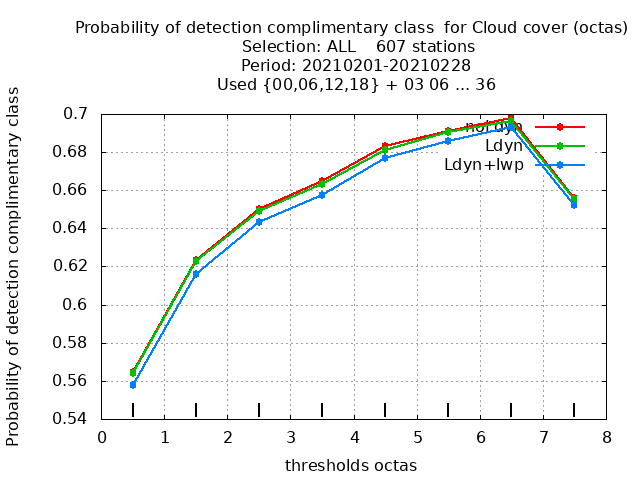 Probability of detection complimentary class  for Cloud cover (octas)
Selection: ALL    607 stations
Period: 20210201-20210228
Used {00,06,12,18} + 03 06 ... 36
Probability of detection complimentary class
0.7
0.68
0.66
0.64
0.62
0.6
0.58
0.56
0.54
Ldyn
Ldyn+lwp
0 1 2 3 4 5 6 7 8
thresholds octas